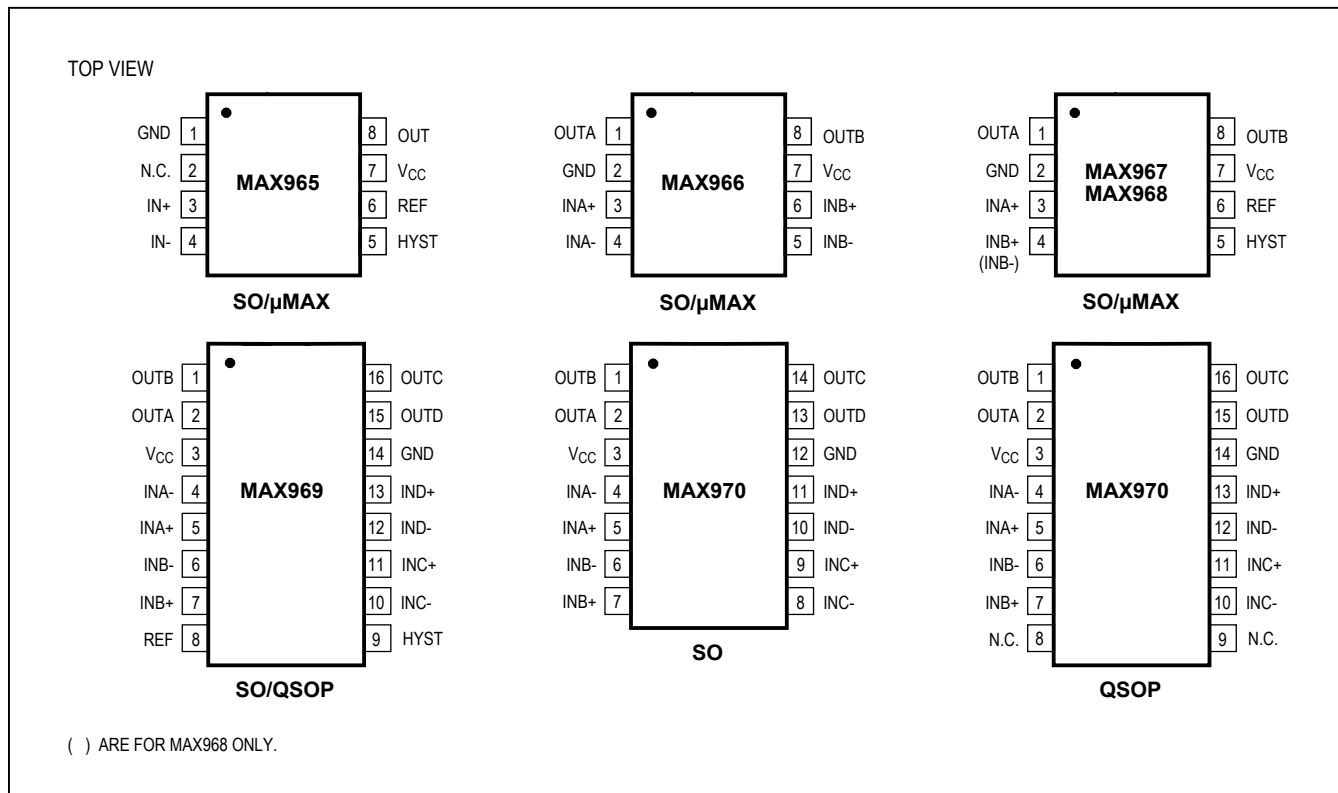 TOP VIEW
GND 1 8 OUT
N.C. 2 MAX965 7 VCC
IN+ 3 6 REF
IN- 4 5 HYST
SO/µMAX
OUTA 1 8 OUTB
GND 2 MAX966 7 VCC
INA+ 3 6 INB+
INA- 4 5 INB-
SO/µMAX
OUTA 1 8 OUTB
GND 2 MAX967 7 VCC
MAX968
INA+ 3 6 REF
INB+ 4 5 HYST
(INB-)
SO/µMAX
OUTB 1 16 OUTC
OUTA 2 15 OUTD
VCC 3 14 GND
INA- 4 MAX969 13 IND+
INA+ 5 12 IND-
INB- 6 11 INC+
INB+ 7 10 INC-
REF 8 9 HYST
SO/QSOP
OUTB 1 14 OUTC
OUTA 2 13 OUTD
VCC 3 12 GND
INA- 4 MAX970 11 IND+
INA+ 5 10 IND-
INB- 6 9 INC+
INB+ 7 8 INC-
SO
OUTB 1 16 OUTC
OUTA 2 15 OUTD
VCC 3 14 GND
INA- 4 MAX970 13 IND+
INA+ 5 12 IND-
INB- 6 11 INC+
INB+ 7 10 INC-
N.C. 8 9 N.C.
QSOP
( ) ARE FOR MAX968 ONLY.